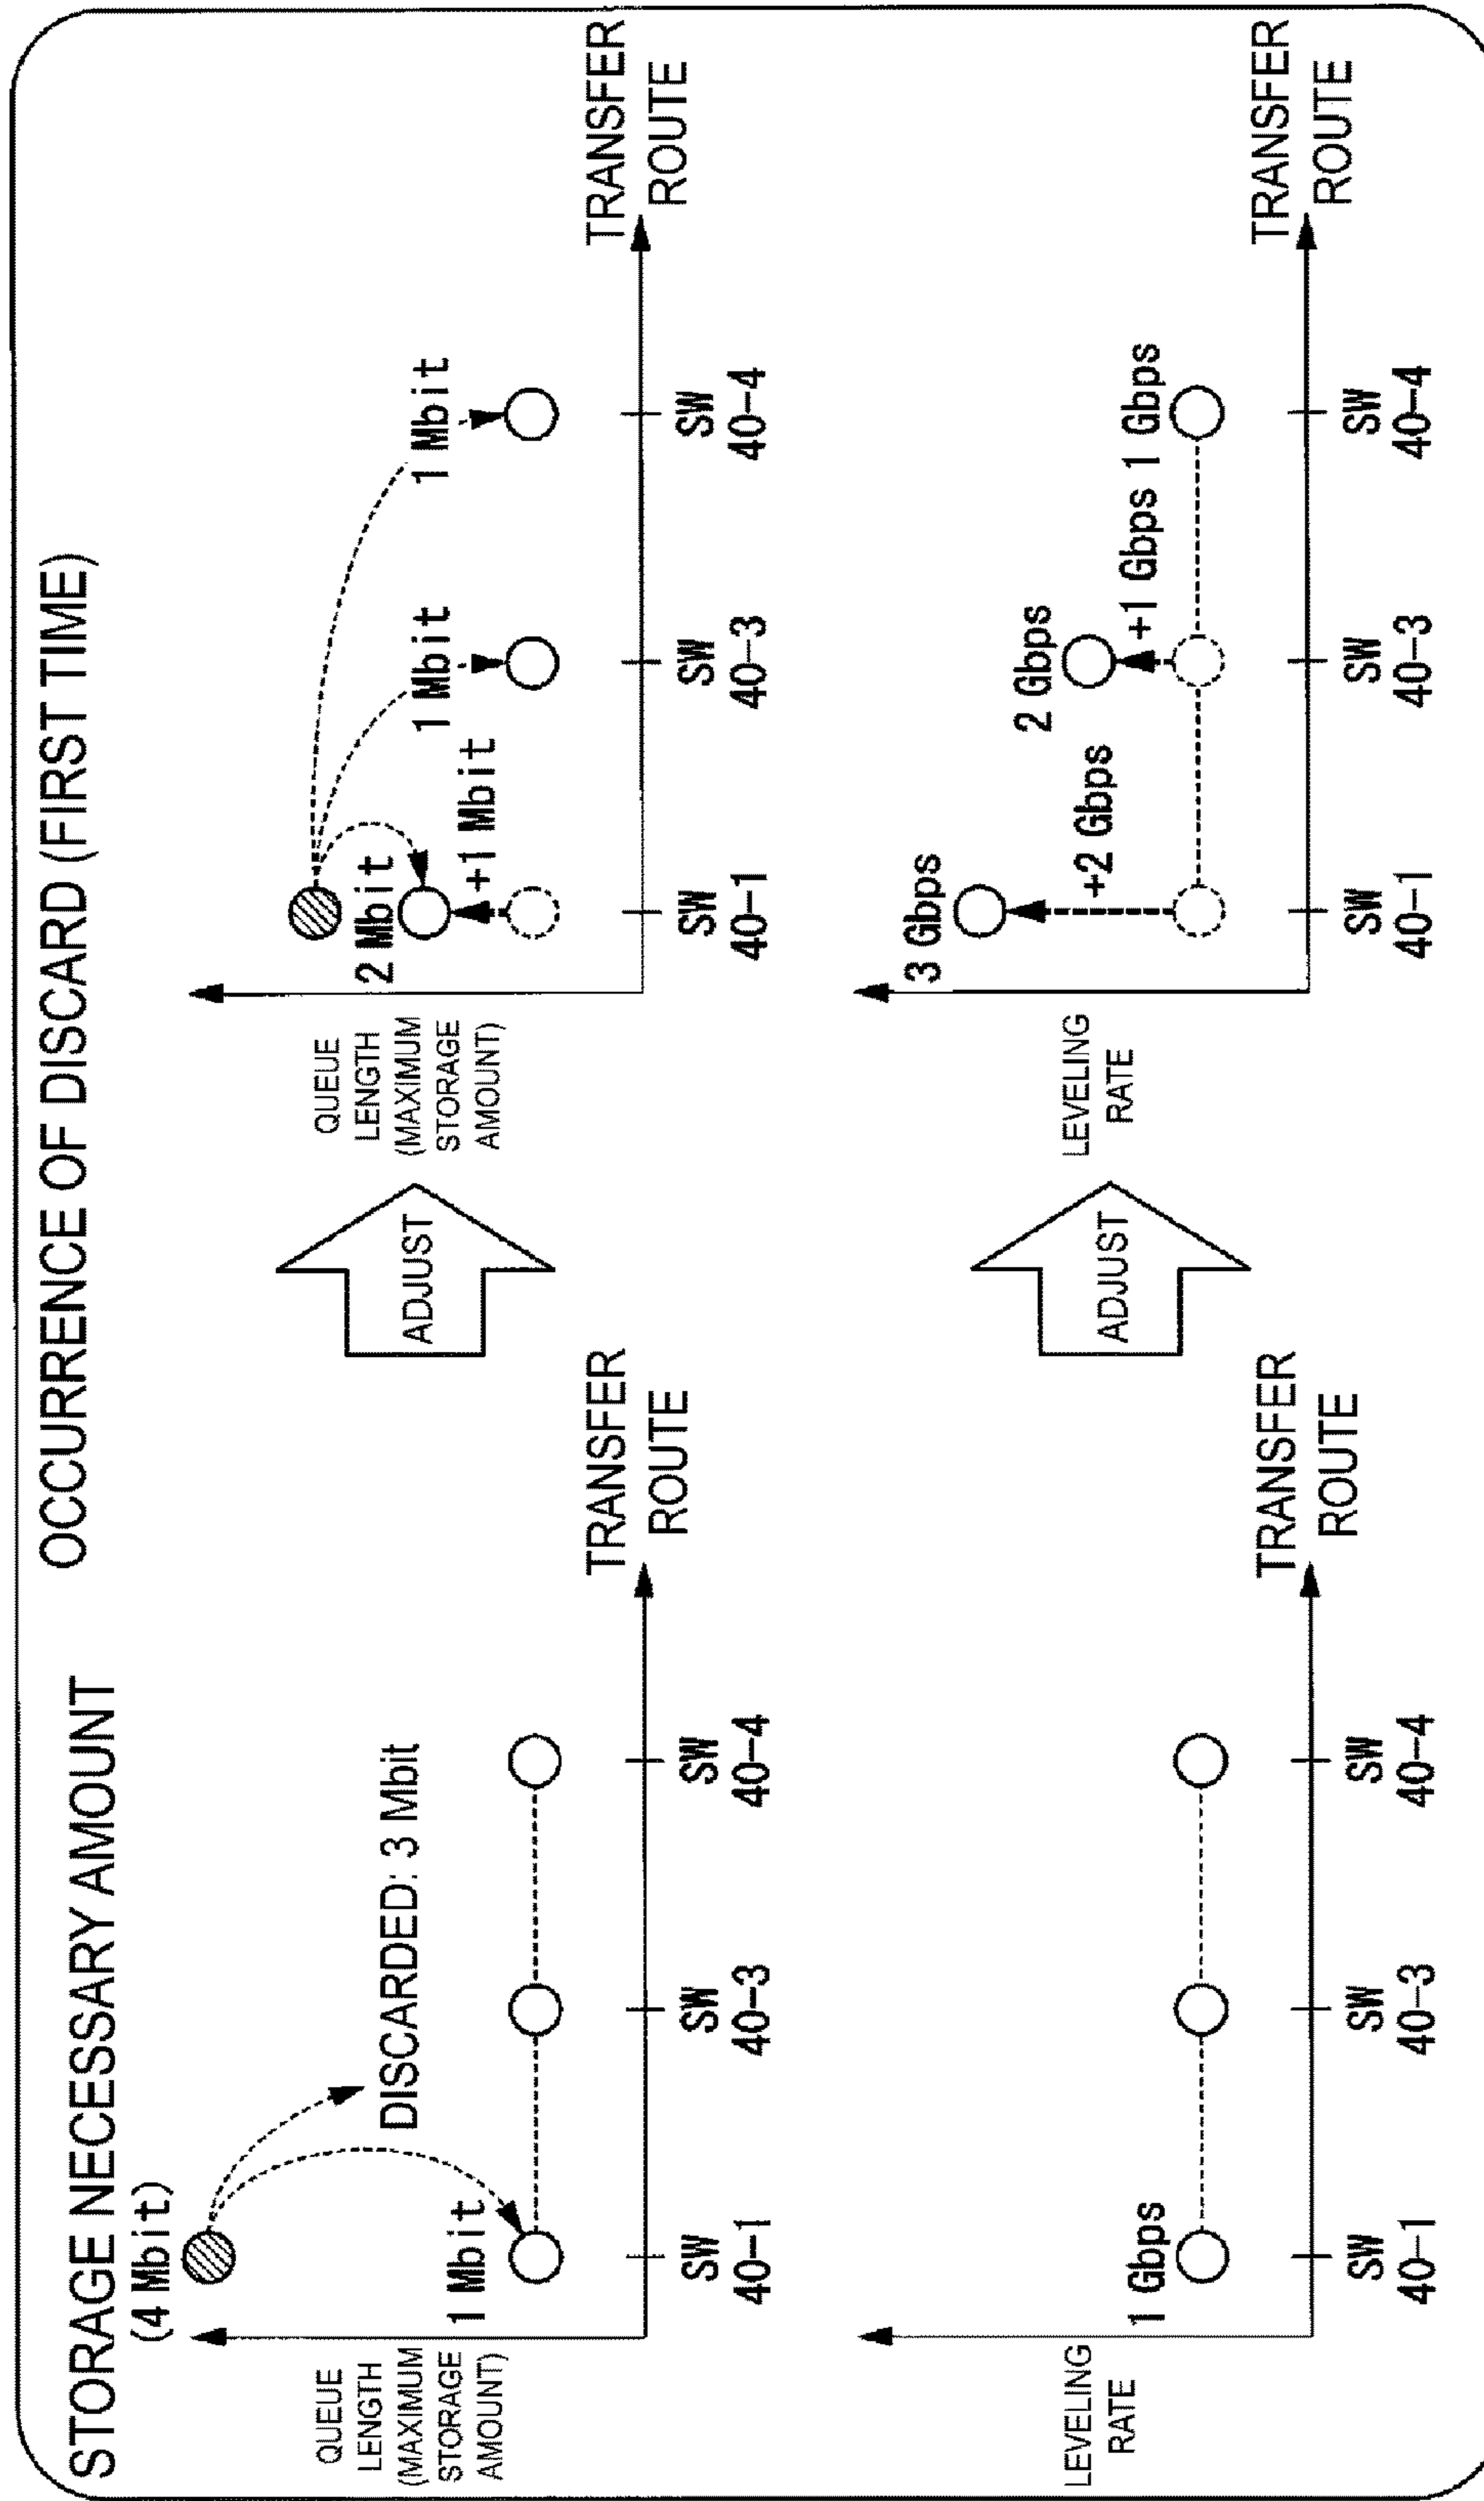 STORAGE NECESSARY AMOUNT
(4 Mbit)
OCCURRENCE OF DISCARD (FIRST TIME)
QUEUE
LENGTH
(MAXIMUM
STORAGE
AMOUNT)
1 Mbit
DISCARDED: 3 Mbit
SW
40-1
SW
40-3
SW
40-4
TRANSFER
ROUTE
ADJUST
QUEUE
LENGTH
(MAXIMUM
STORAGE
AMOUNT)
2 Mbit
+1 Mbit
1 Mbit
1 Mbit
SW
40-1
SW
40-3
SW
40-4
TRANSFER
ROUTE
LEVELING
RATE
1 Gbps
SW
40-1
SW
40-3
SW
40-4
TRANSFER
ROUTE
ADJUST
LEVELING
RATE
3 Gbps
+2 Gbps
2 Gbps
+1 Gbps
1 Gbps
SW
40-1
SW
40-3
SW
40-4
TRANSFER
ROUTE